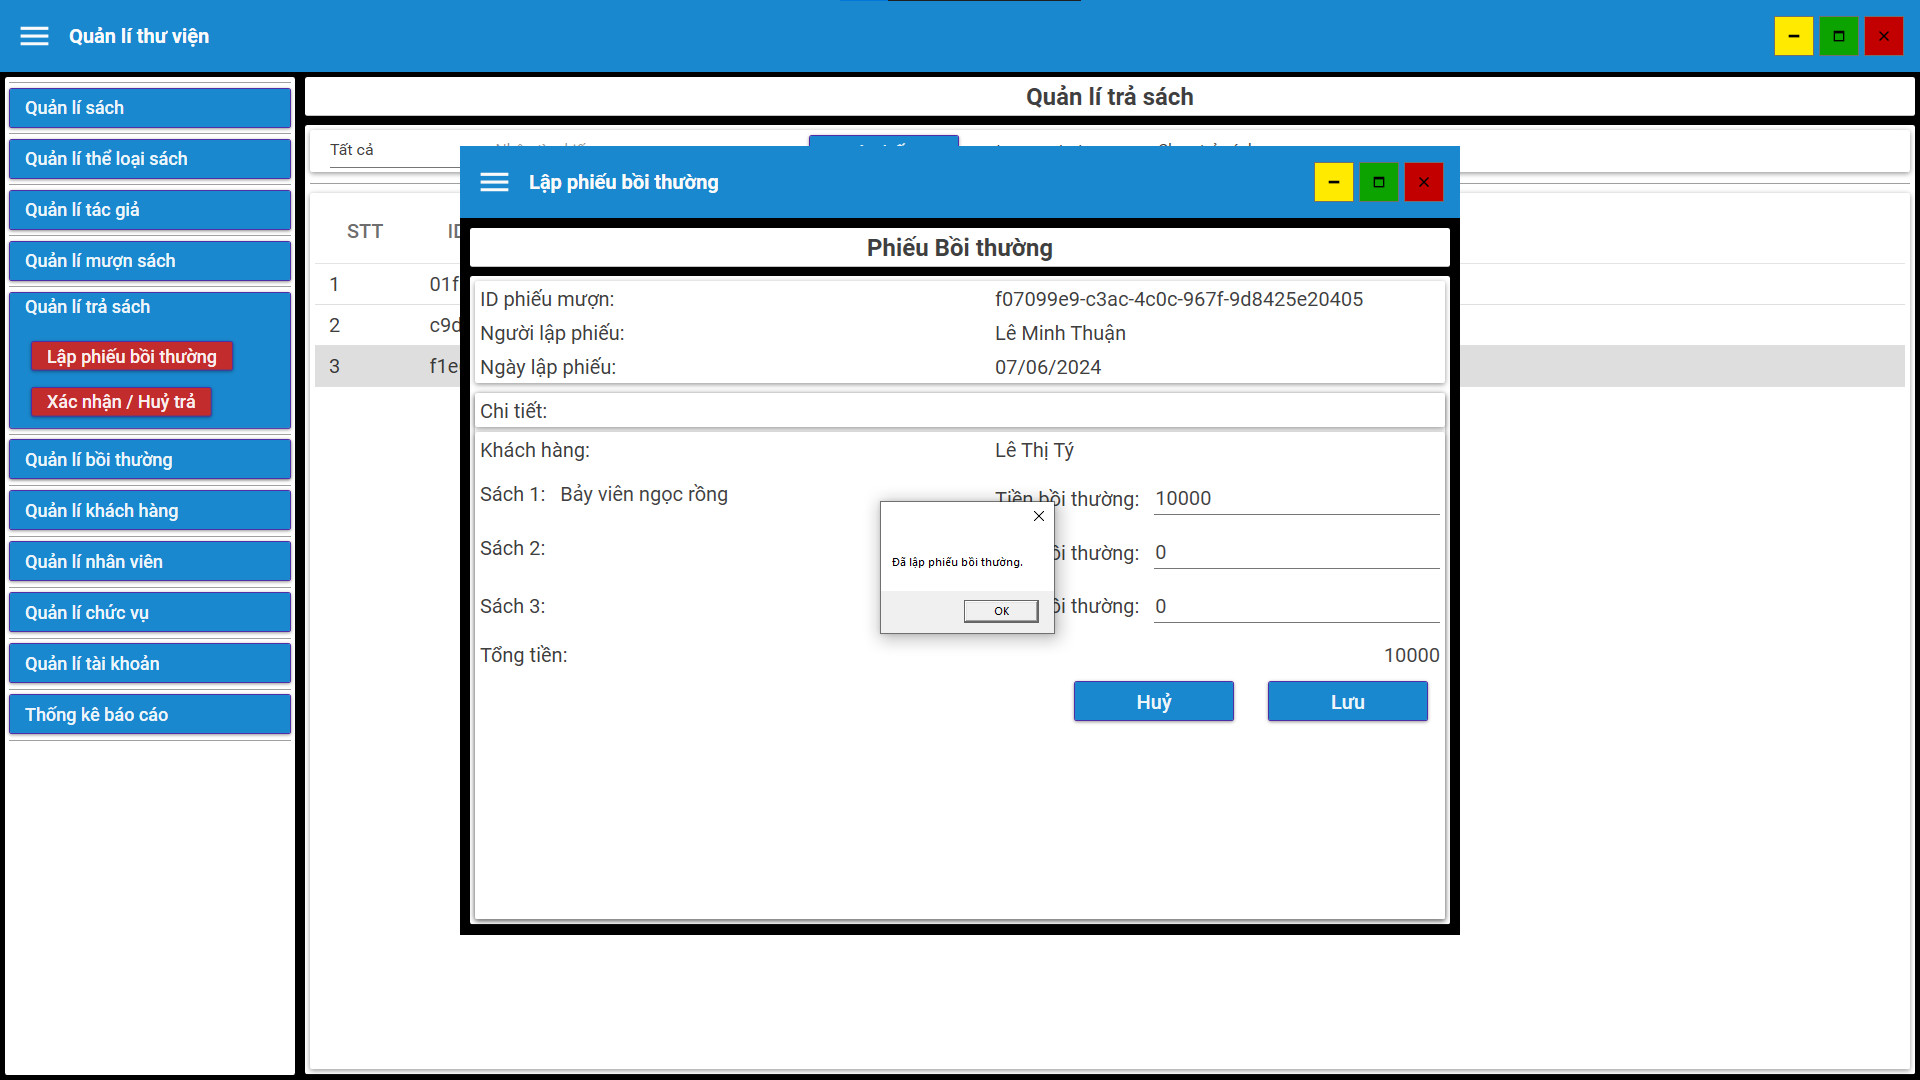 Quản lí thư viện
Quản lí sách
Quản lí thể loại sách
Quản lí tác giả
Quản lí mượn sách
Quản lí trả sách
Lập phiếu bồi thường
Xác nhận / Huỷ trả
Quản lí bồi thường
Quản lí khách hàng
Quản lí nhân viên
Quản lí chức vụ
Quản lí tài khoản
Thống kê báo cáo
Quản lí trả sách
Tất cả
STT
1 01f
2 c9d
3 f1e
Lập phiếu bồi thường
Phiếu Bồi thường
ID phiếu mượn: f07099e9-c3ac-4c0c-967f-9d8425e20405
Người lập phiếu: Lê Minh Thuận
Ngày lập phiếu: 07/06/2024
Chi tiết:
Khách hàng: Lê Thị Tý
Sách 1: Bảy viên ngọc rồng Tiền bồi thường: 10000
Sách 2: bồi thường: 0
Sách 3: bồi thường: 0
Tổng tiền: 10000
Huỷ Lưu
Đã lập phiếu bồi thường.
OK